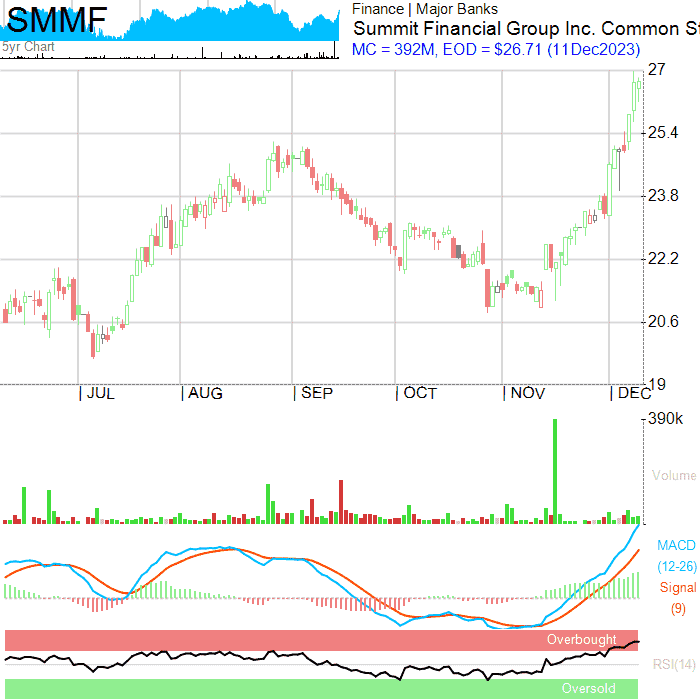 SMMF
5yr Chart
Finance | Major Banks
Summit Financial Group Inc. Common St
MC = 392M, EOD = $26.71 (11Dec2023)
27
25.4
23.8
22.2
20.6
19
JUL AUG SEP OCT NOV DEC
390k
Volume
MACD
(12-26)
Signal
(9)
Overbought
RSI(14)
Oversold